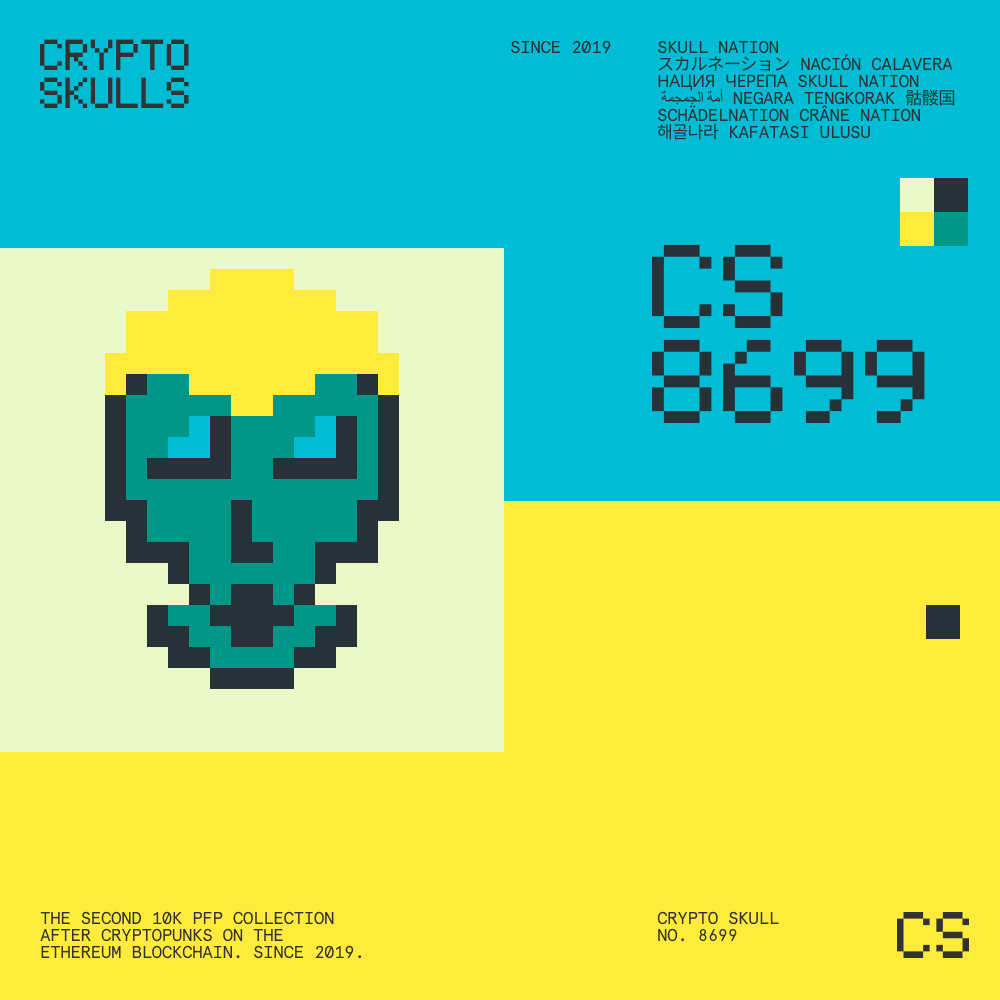 CRYPTO
SKULLS
SINCE 2019
SKULL NATION
スカルネーション NACIÓN CALAVERA
НАЦИЯ ЧЕРЕПА SKULL NATION
أمة الجمجمة NEGARA TENGKORAK 骷髅国
SCHÄDELNATION CRÂNE NATION
해골나라 KAFATASI ULUSU
CS
8699
THE SECOND 10K PFP COLLECTION
AFTER CRYPTOPUNKS ON THE
ETHEREUM BLOCKCHAIN. SINCE 2019.
CRYPTO SKULL
NO. 8699
CS